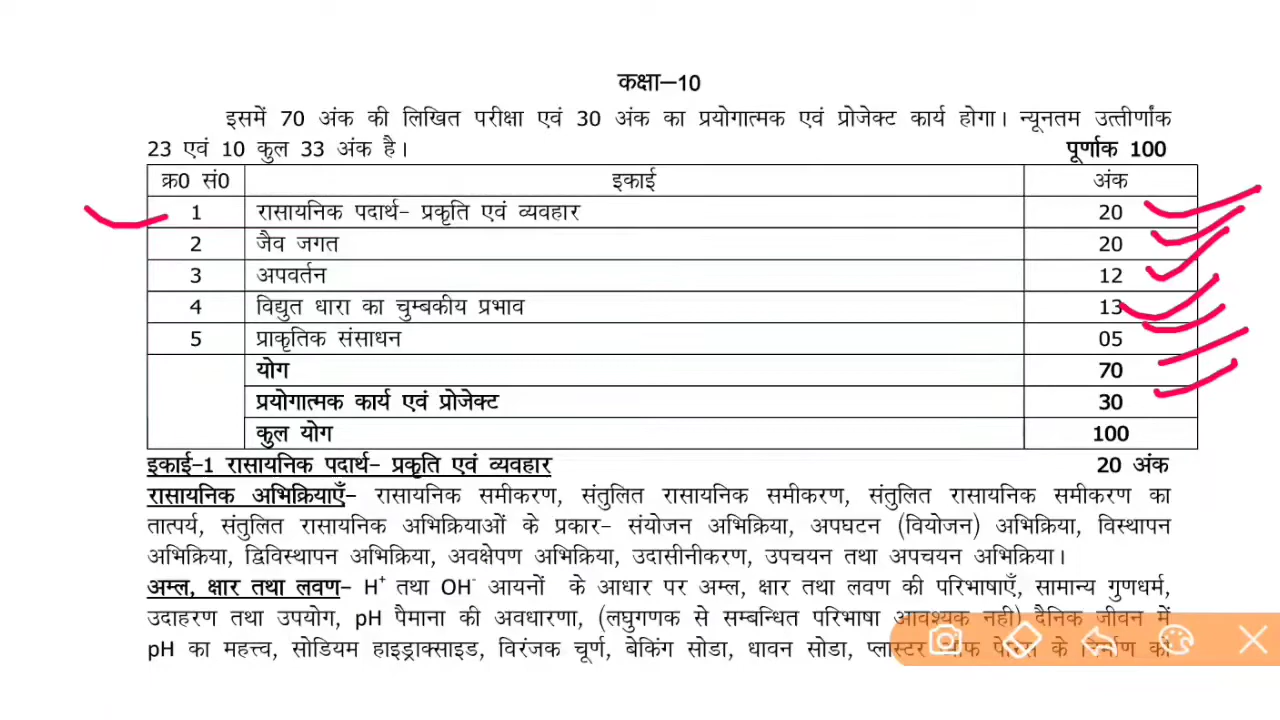 कक्षा–10
इसमें 70 अंक की लिखित परीक्षा एवं 30 अंक का प्रयोगात्मक एवं प्रोजेक्ट कार्य होगा। न्यूनतम उत्तीर्णांक
23 एवं 10 कुल 33 अंक है। पूर्णाक 100
क्र0 सं0 इकाई अंक
1 रासायनिक पदार्थ- प्रकृति एवं व्यवहार 20
2 जैव जगत 20
3 अपवर्तन 12
4 विद्युत धारा का चुम्बकीय प्रभाव 13
5 प्राकृतिक संसाधन 05
योग 70
प्रयोगात्मक कार्य एवं प्रोजेक्ट 30
कुल योग 100
इकाई-1 रासायनिक पदार्थ- प्रकृति एवं व्यवहार 20 अंक
रासायनिक अभिक्रियाएँ- रासायनिक समीकरण, संतुलित रासायनिक समीकरण, संतुलित रासायनिक समीकरण का
तात्पर्य, संतुलित रासायनिक अभिक्रियाओं के प्रकार- संयोजन अभिक्रिया, अपघटन (वियोजन) अभिक्रिया, विस्थापन
अभिक्रिया, द्विविस्थापन अभिक्रिया, अवक्षेपण अभिक्रिया, उदासीनीकरण, उपचयन तथा अपचयन अभिक्रिया।
अम्ल, क्षार तथा लवण- H⁺ तथा OH⁻ आयनों के आधार पर अम्ल, क्षार तथा लवण की परिभाषाएँ, सामान्य गुणधर्म,
उदाहरण तथा उपयोग, pH पैमाना की अवधारणा, (लघुगणक से सम्बन्धित परिभाषा आवश्यक नही) दैनिक जीवन में
pH का महत्त्व, सोडियम हाइड्राक्साइड, विरंजक चूर्ण, बेकिंग सोडा, धावन सोडा, प्लास्टर ऑफ पेरिस के निर्माण की